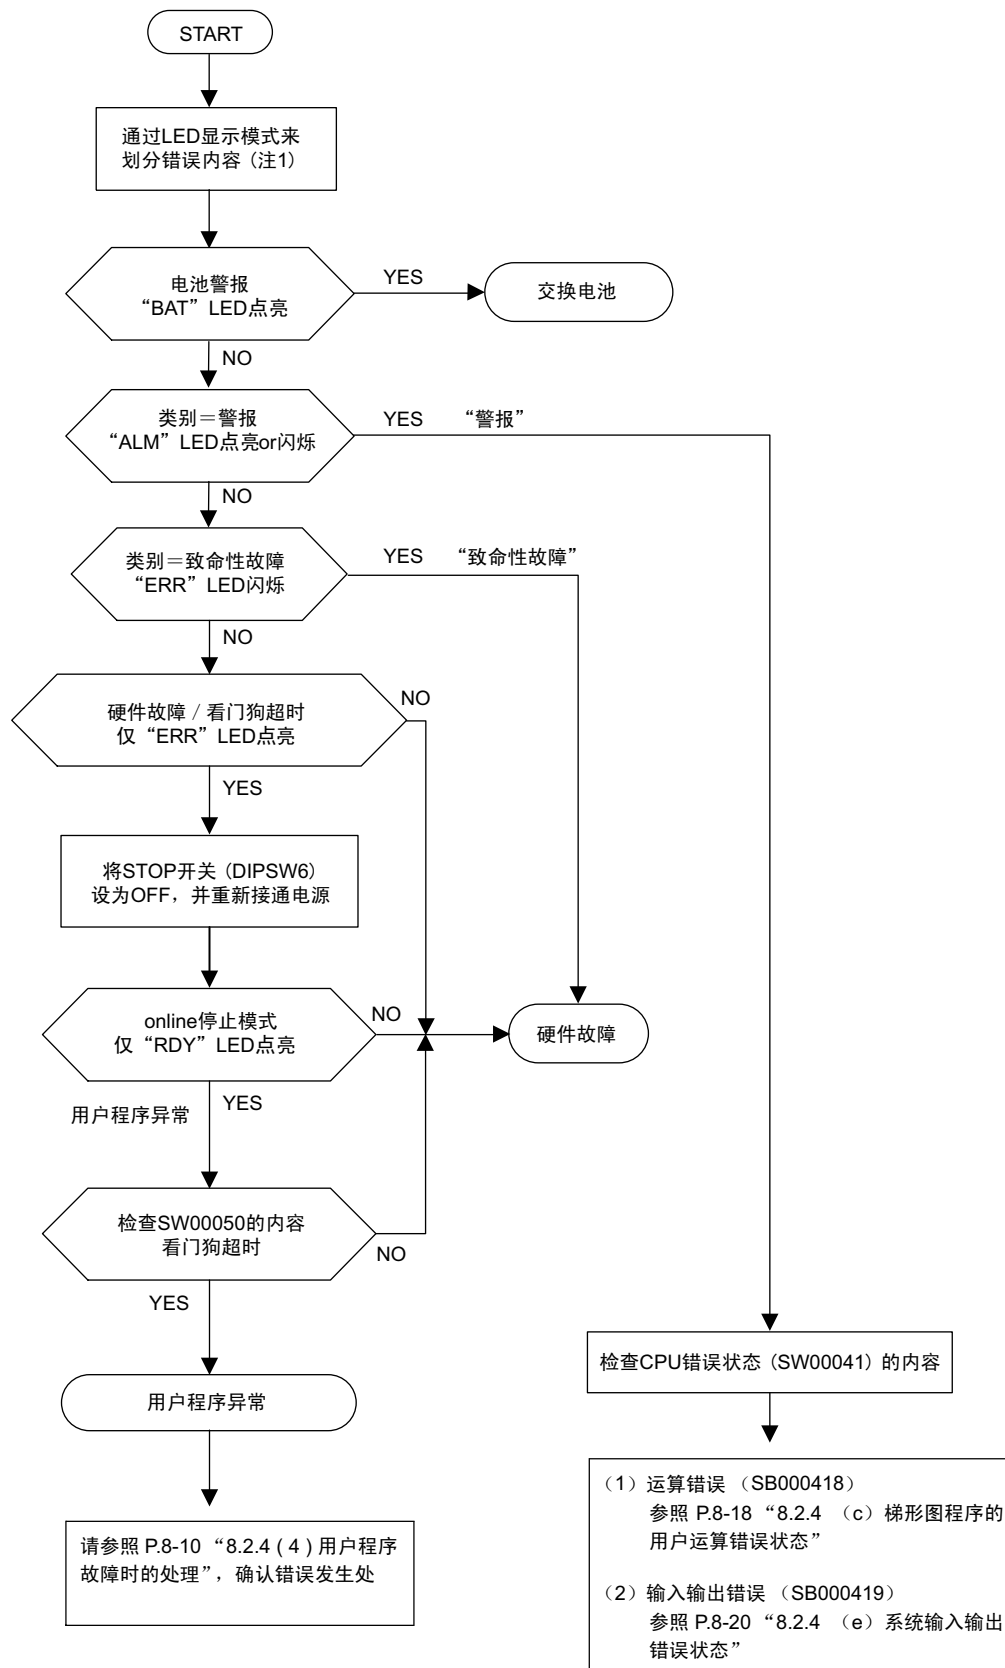 START
通过LED显示模式来
划分错误内容（注1）
电池警报
“BAT”LED点亮
YES
交换电池
NO
类别＝警报
“ALM”LED点亮or闪烁
YES “警报”
NO
类别＝致命性故障
“ERR”LED闪烁
YES “致命性故障”
NO
硬件故障 / 看门狗超时
仅“ERR”LED点亮
NO
YES
将STOP开关（DIPSW6）
设为OFF，并重新接通电源
online停止模式
仅“RDY”LED点亮
NO
硬件故障
YES
用户程序异常
检查SW00050的内容
看门狗超时
NO
YES
用户程序异常
请参照 P.8-10 “8.2.4 ( 4 ) 用户程序
故障时的处理”，确认错误发生处
检查CPU错误状态（SW00041）的内容
（1）运算错误 （SB000418）
参照 P.8-18 “8.2.4 （c）梯形图程序的
用户运算错误状态”
（2）输入输出错误 （SB000419）
参照 P.8-20 “8.2.4 （e）系统输入输出
错误状态”